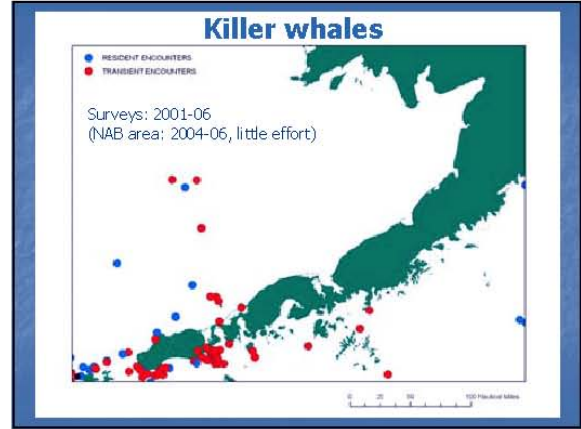 Killer whales
RESIDENT ENCOUNTERS
TRANSIENT ENCOUNTERS
Surveys: 2001-06
(NAB area: 2004-06, little effort)
0 25 50 100 Nautical Miles